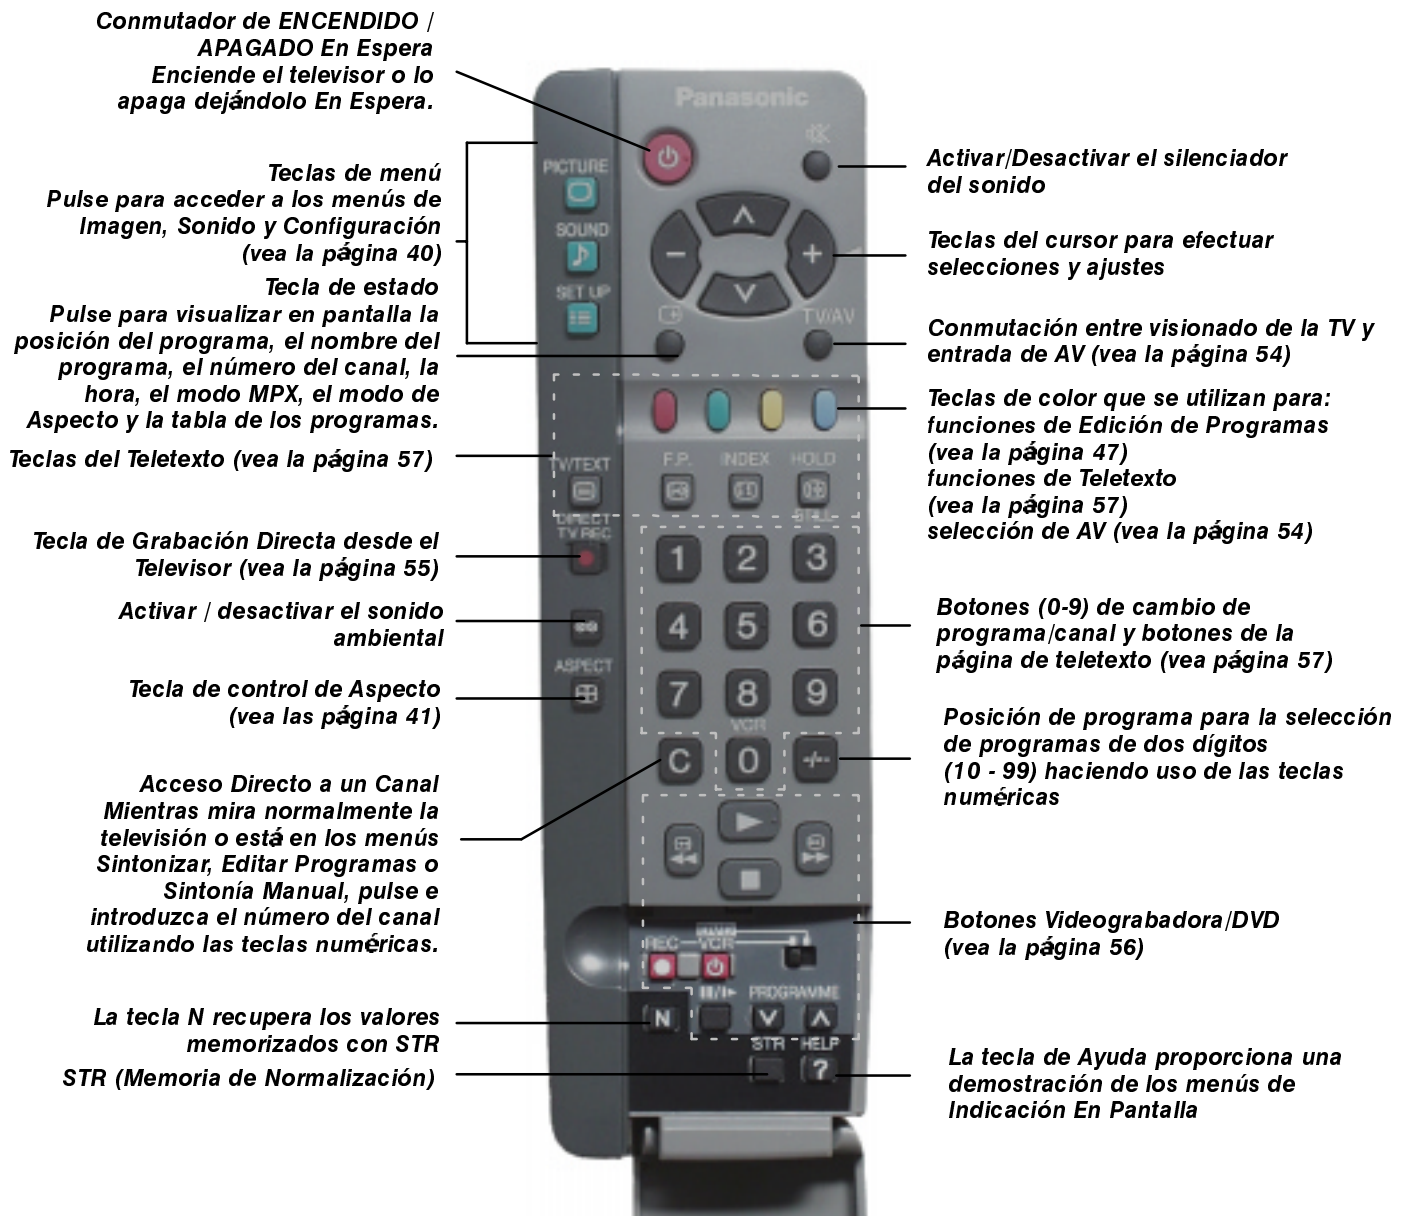 Conmutador de ENCENDIDO /
APAGADO En Espera
Enciende el televisor o lo
apaga dejándolo En Espera.
Teclas de menú
Pulse para acceder a los menús de
Imagen, Sonido y Configuración
(vea la página 40)
Tecla de estado
Pulse para visualizar en pantalla la
posición del programa, el nombre del
programa, el número del canal, la
hora, el modo MPX, el modo de
Aspecto y la tabla de los programas.
Teclas del Teletexto (vea la página 57)
Tecla de Grabación Directa desde el
Televisor (vea la página 55)
Activar / desactivar el sonido
ambiental
Tecla de control de Aspecto
(vea las página 41)
Acceso Directo a un Canal
Mientras mira normalmente la
televisión o está en los menús
Sintonizar, Editar Programas o
Sintonía Manual, pulse e
introduzca el número del canal
utilizando las teclas numéricas.
La tecla N recupera los valores
memorizados con STR
STR (Memoria de Normalización)
Panasonic
PICTURE
SOUND
SET UP
TV/AV
TV/TEXT
F.P. INDEX HOLD
DIRECT
TV REC
1 2 3
4 5 6
ASPECT
7 8 9
VCR
C 0 -/--
REC VCR
PROGRAMME
N
STR HELP
?
Activar/Desactivar el silenciador
del sonido
Teclas del cursor para efectuar
selecciones y ajustes
Conmutación entre visionado de la TV y
entrada de AV (vea la página 54)
Teclas de color que se utilizan para:
funciones de Edición de Programas
(vea la página 47)
funciones de Teletexto
(vea la página 57)
selección de AV (vea la página 54)
Botones (0-9) de cambio de
programa/canal y botones de la
página de teletexto (vea página 57)
Posición de programa para la selección
de programas de dos dígitos
(10 - 99) haciendo uso de las teclas
numéricas
Botones Videograbadora/DVD
(vea la página 56)
La tecla de Ayuda proporciona una
demostración de los menús de
Indicación En Pantalla